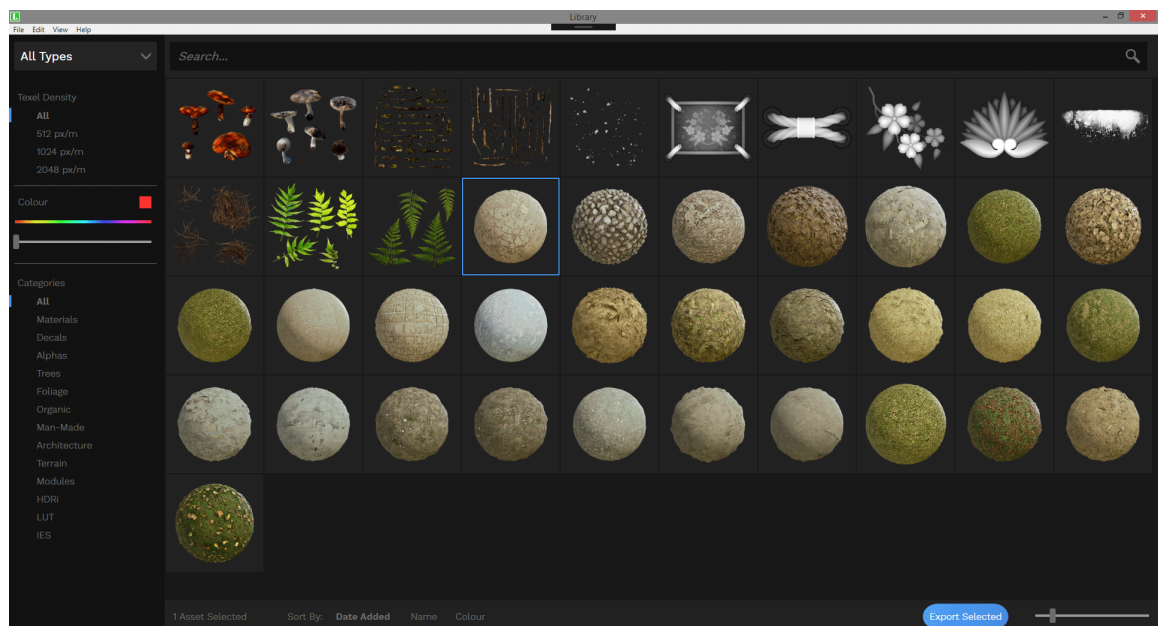 L
Library
File Edit View Help
All Types
Search...
Texel Density
All
512 px/m
1024 px/m
2048 px/m
Colour
Categories
All
Materials
Decals
Alphas
Trees
Foliage
Organic
Man-Made
Architecture
Terrain
Modules
HDRi
LUT
IES
1 Asset Selected Sort By: Date Added Name Colour Export Selected